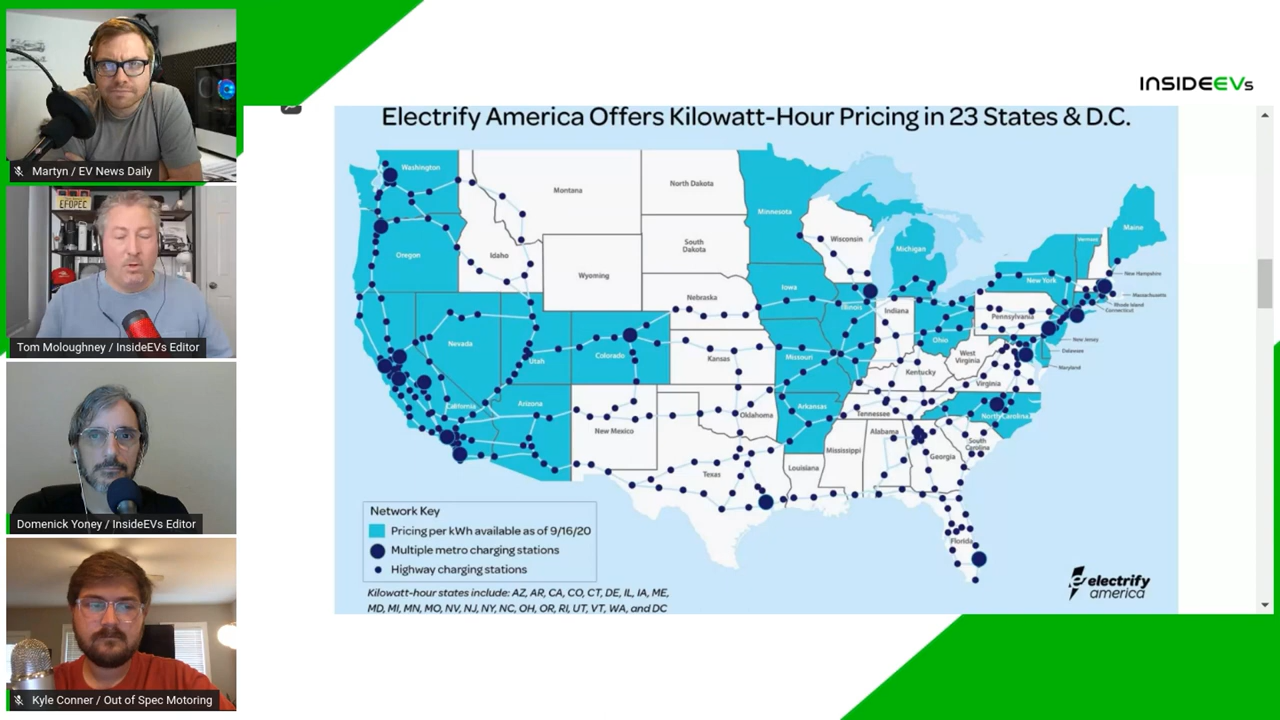 INSIDEEVs
Electrify America Offers Kilowatt-Hour Pricing in 23 States & D.C.
Martyn / EV News Daily
EFOPEC
Tom Moloughney / InsideEVs Editor
Domenick Yoney / InsideEVs Editor
Kyle Conner / Out of Spec Motoring
Washington
Montana
North Dakota
Minnesota
Maine
Vermont
Oregon
Idaho
South
Dakota
Wisconsin
Michigan
New York
New Hampshire
Massachusetts
Rhode Island
Connecticut
Wyoming
Nebraska
Iowa
Illinois
Indiana
Pennsylvania
New Jersey
Delaware
Maryland
Nevada
Utah
Colorado
Kansas
Missouri
Ohio
West
Virginia
Kentucky
Virginia
California
Arizona
New Mexico
Oklahoma
Arkansas
Tennessee
North Carolina
South
Carolina
Texas
Louisiana
Mississippi
Alabama
Georgia
Florida
Network Key
Pricing per kWh available as of 9/16/20
Multiple metro charging stations
Highway charging stations
Kilowatt-hour states include: AZ, AR, CA, CO, CT, DE, IL, IA, ME,
MD, MI, MN, MO, NV, NJ, NY, NC, OH, OR, RI, UT, VT, WA, and DC
electrify
america